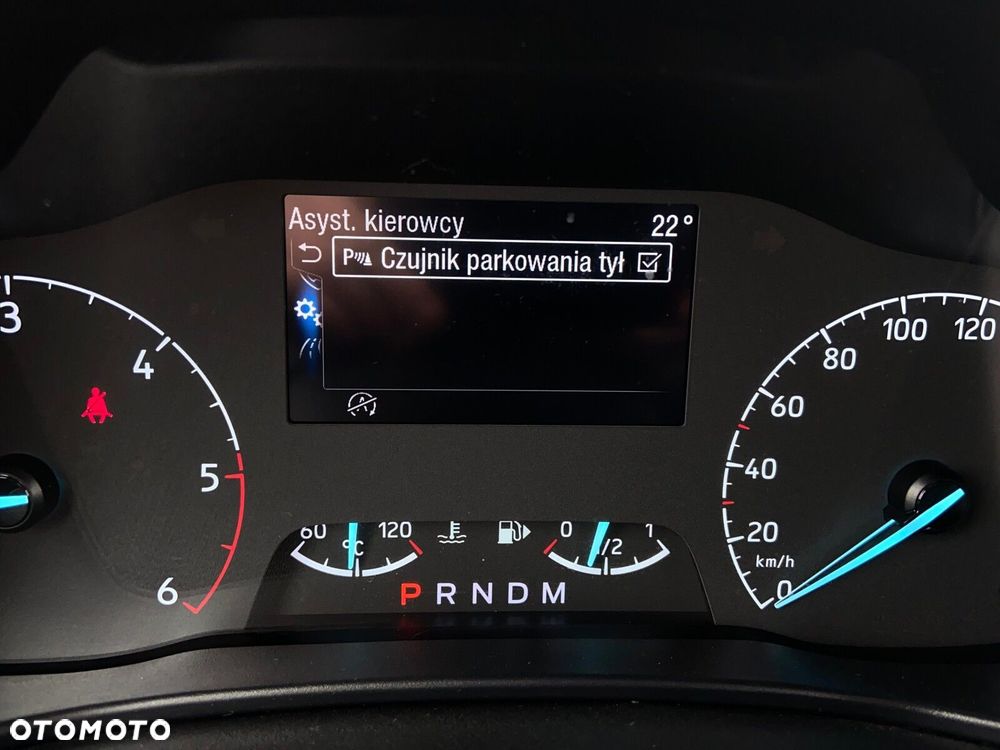 Asyst. kierowcy 22°
P Czujnik parkowania tył
A
3
4
5
6
60 120
°C
0 1/2 1
P R N D M
0
20
40
60
80
100
120
km/h
OTOMOTO